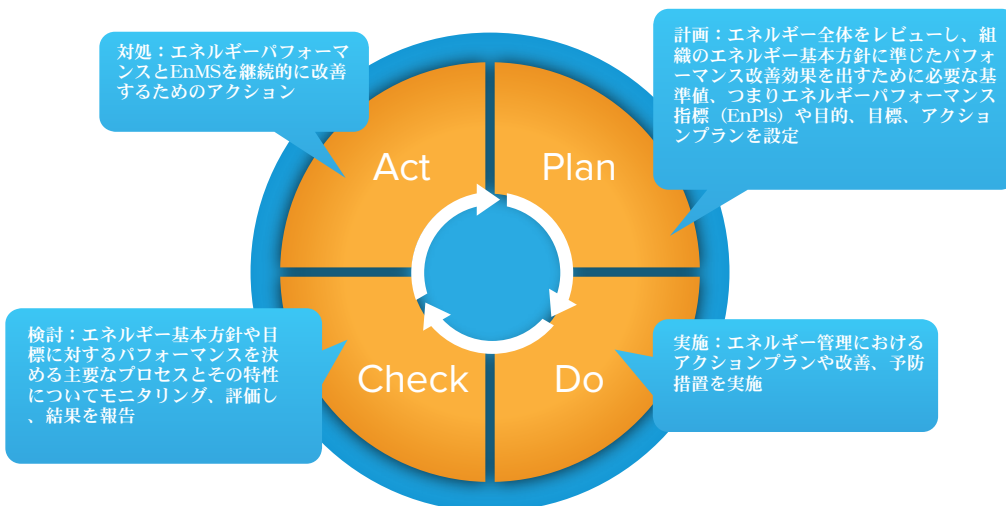 対処：エネルギーパフォーマ
ンスとEnMSを継続的に改善
するためのアクション
計画：エネルギー全体をレビューし、組
織のエネルギー基本方針に準じたパフォ
ーマンス改善効果を出すために必要な基
準値、つまりエネルギーパフォーマンス
指標（EnPls）や目的、目標、アクショ
ンプランを設定
Act
Plan
検討：エネルギー基本方針や目
標に対するパフォーマンスを決
める主要なプロセスとその特性
についてモニタリング、評価し
、結果を報告
実施：エネルギー管理における
アクションプランや改善、予防
措置を実施
Check
Do